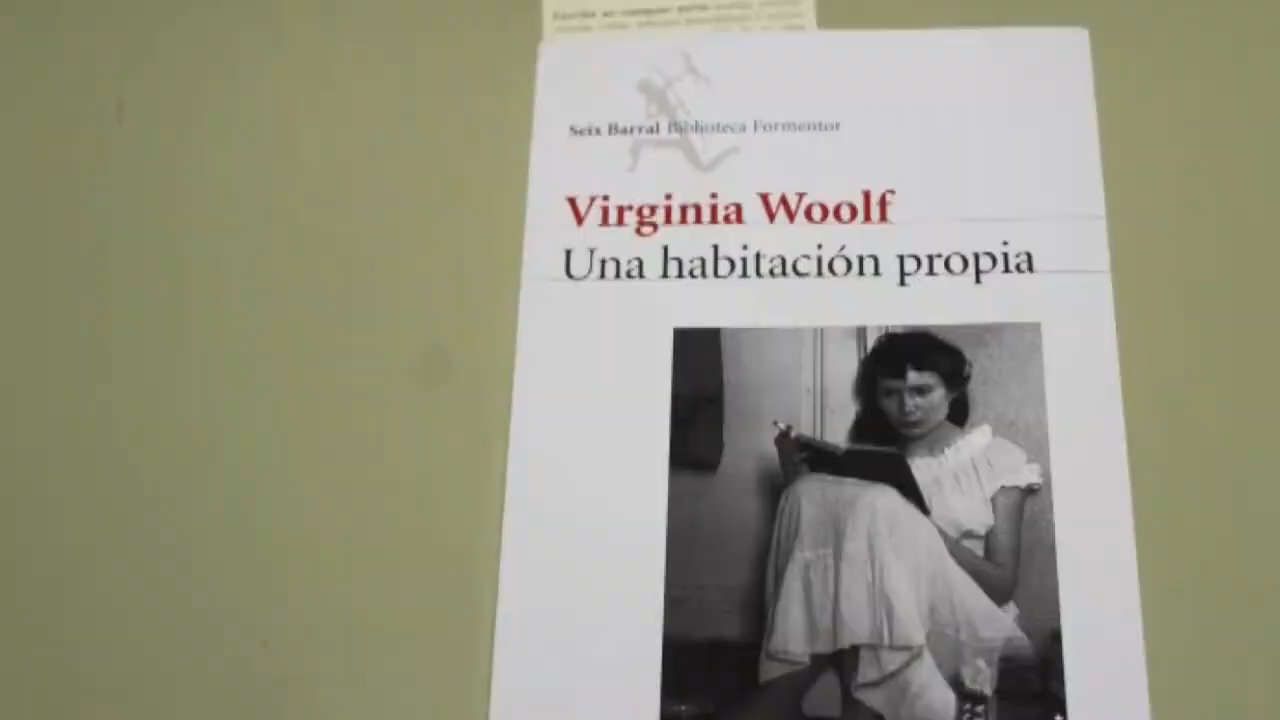 Seix Barral Biblioteca Formentor
Virginia Woolf
Una habitación propia